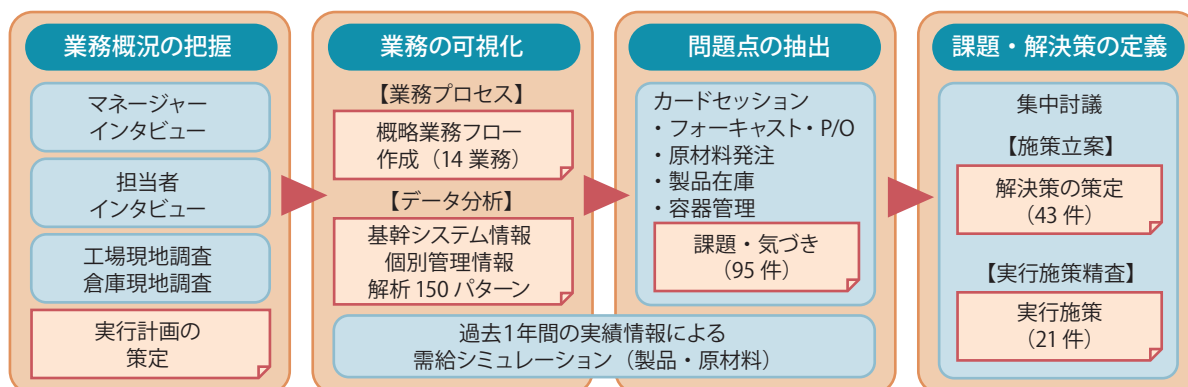 業務概況の把握
マネージャー
インタビュー
担当者
インタビュー
工場現地調査
倉庫現地調査
実行計画の
策定
業務の可視化
【業務プロセス】
概略業務フロー
作成（14 業務）
【データ分析】
基幹システム情報
個別管理情報
解析 150 パターン
問題点の抽出
カードセッション
・フォーキャスト・P/O
・原材料発注
・製品在庫
・容器管理
課題・気づき
（95 件）
過去1年間の実績情報による
需給シミュレーション（製品・原材料）
課題・解決策の定義
集中討議
【施策立案】
解決策の策定
（43 件）
【実行施策精査】
実行施策
（21 件）